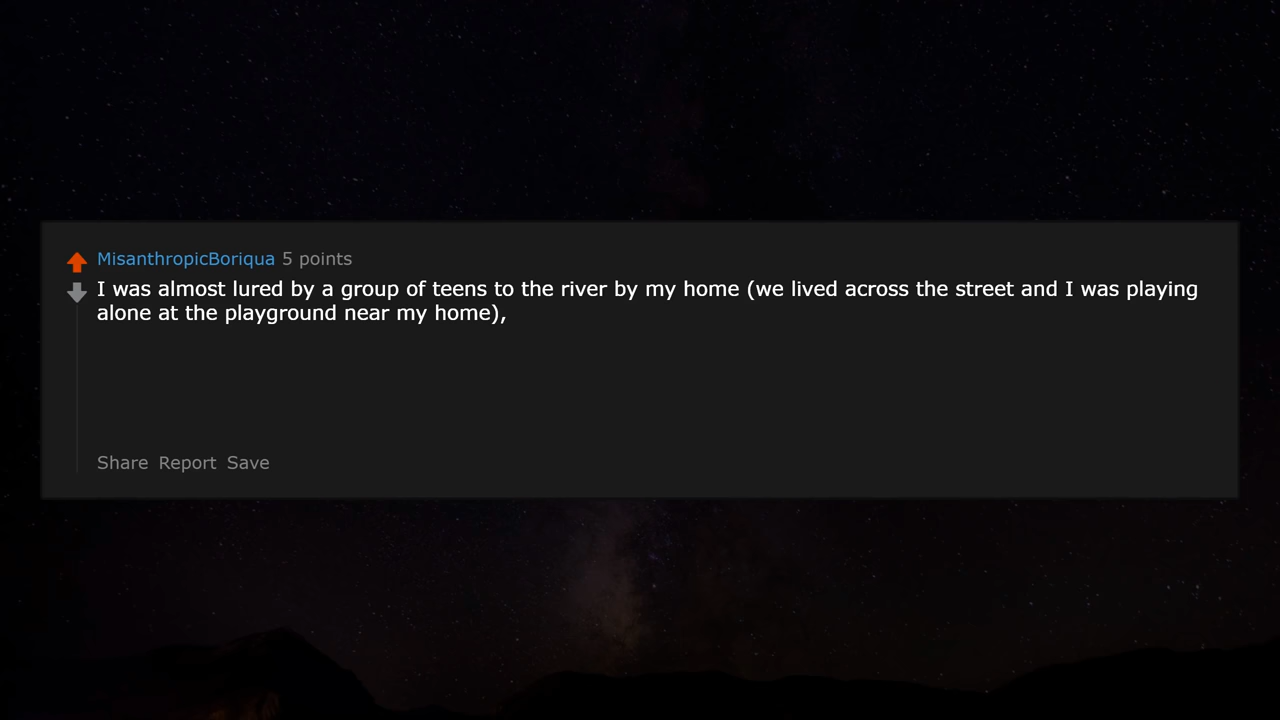 MisanthropicBoriqua 5 points
I was almost lured by a group of teens to the river by my home (we lived across the street and I was playing
alone at the playground near my home),
Share Report Save